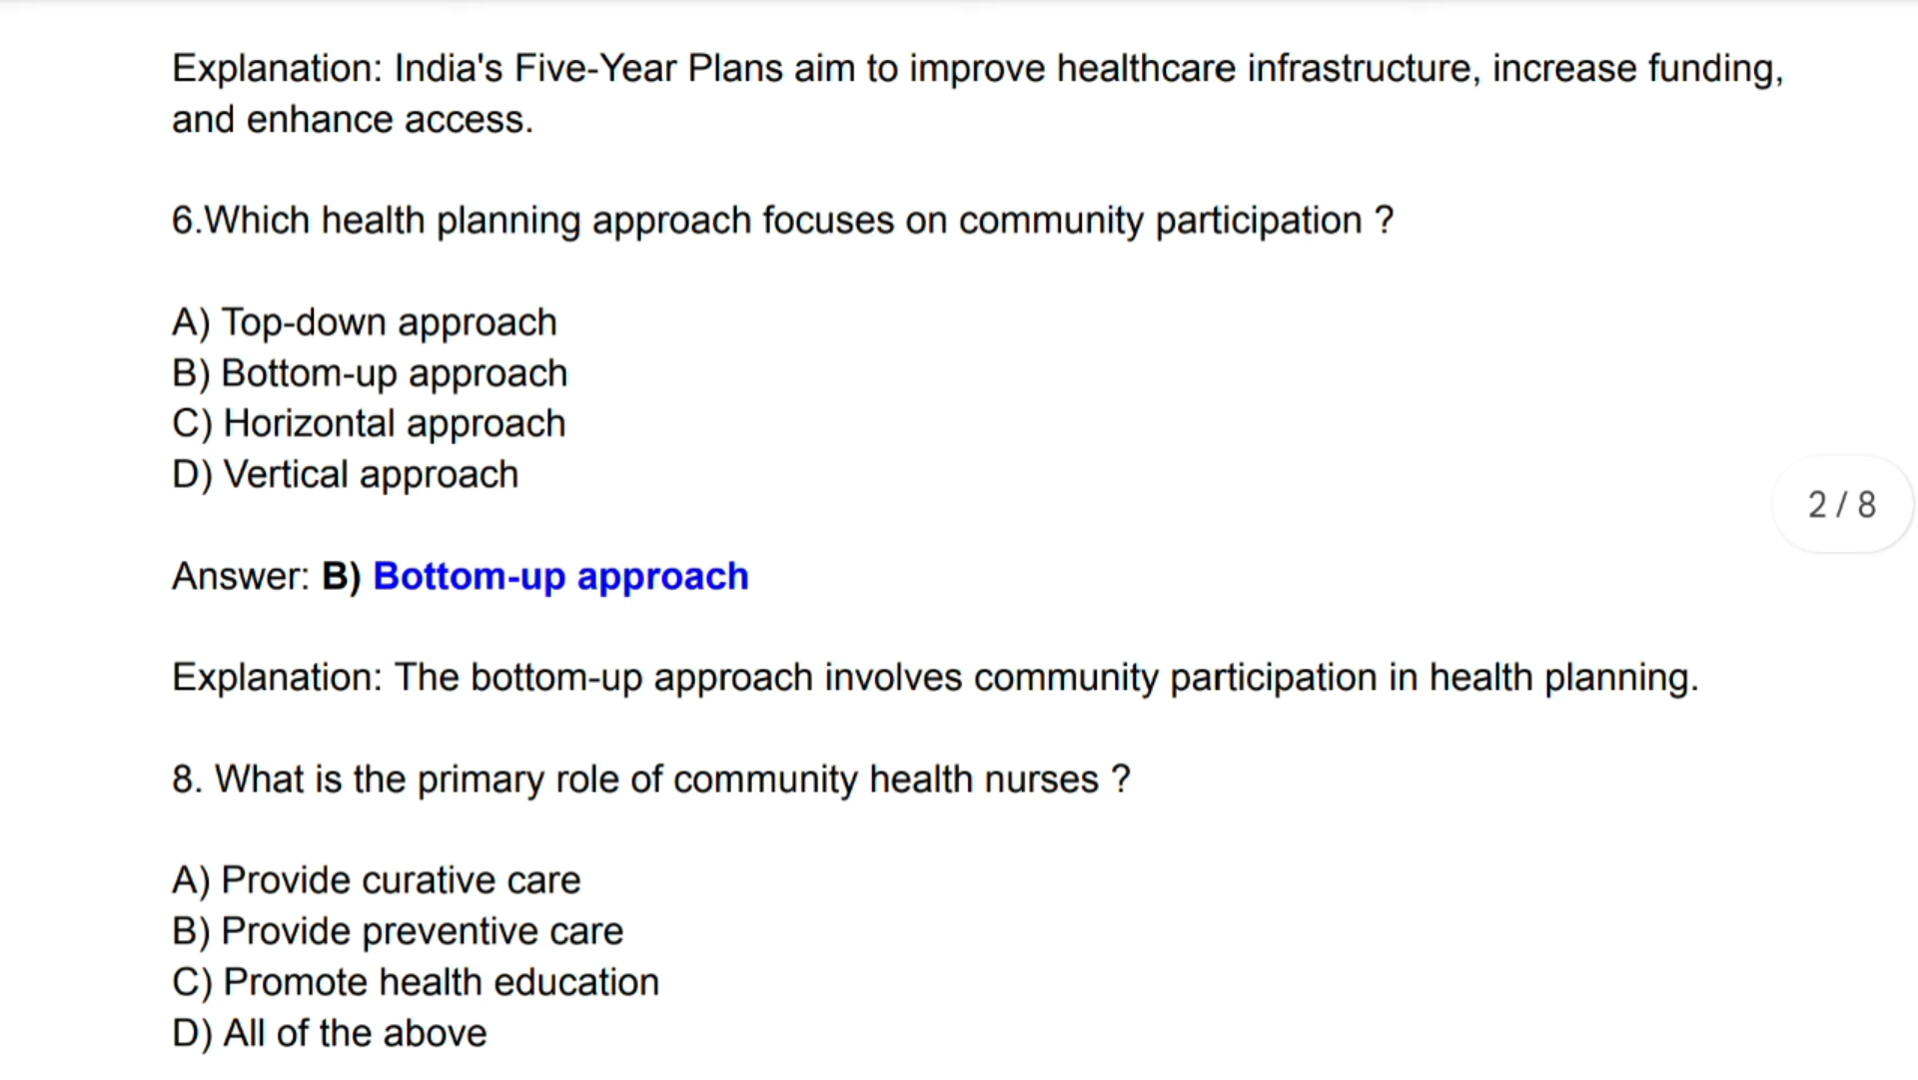 Explanation: India's Five-Year Plans aim to improve healthcare infrastructure, increase funding,
and enhance access.
6.Which health planning approach focuses on community participation ?
A) Top-down approach
B) Bottom-up approach
C) Horizontal approach
D) Vertical approach
2 / 8
Answer: B) Bottom-up approach
Explanation: The bottom-up approach involves community participation in health planning.
8. What is the primary role of community health nurses ?
A) Provide curative care
B) Provide preventive care
C) Promote health education
D) All of the above